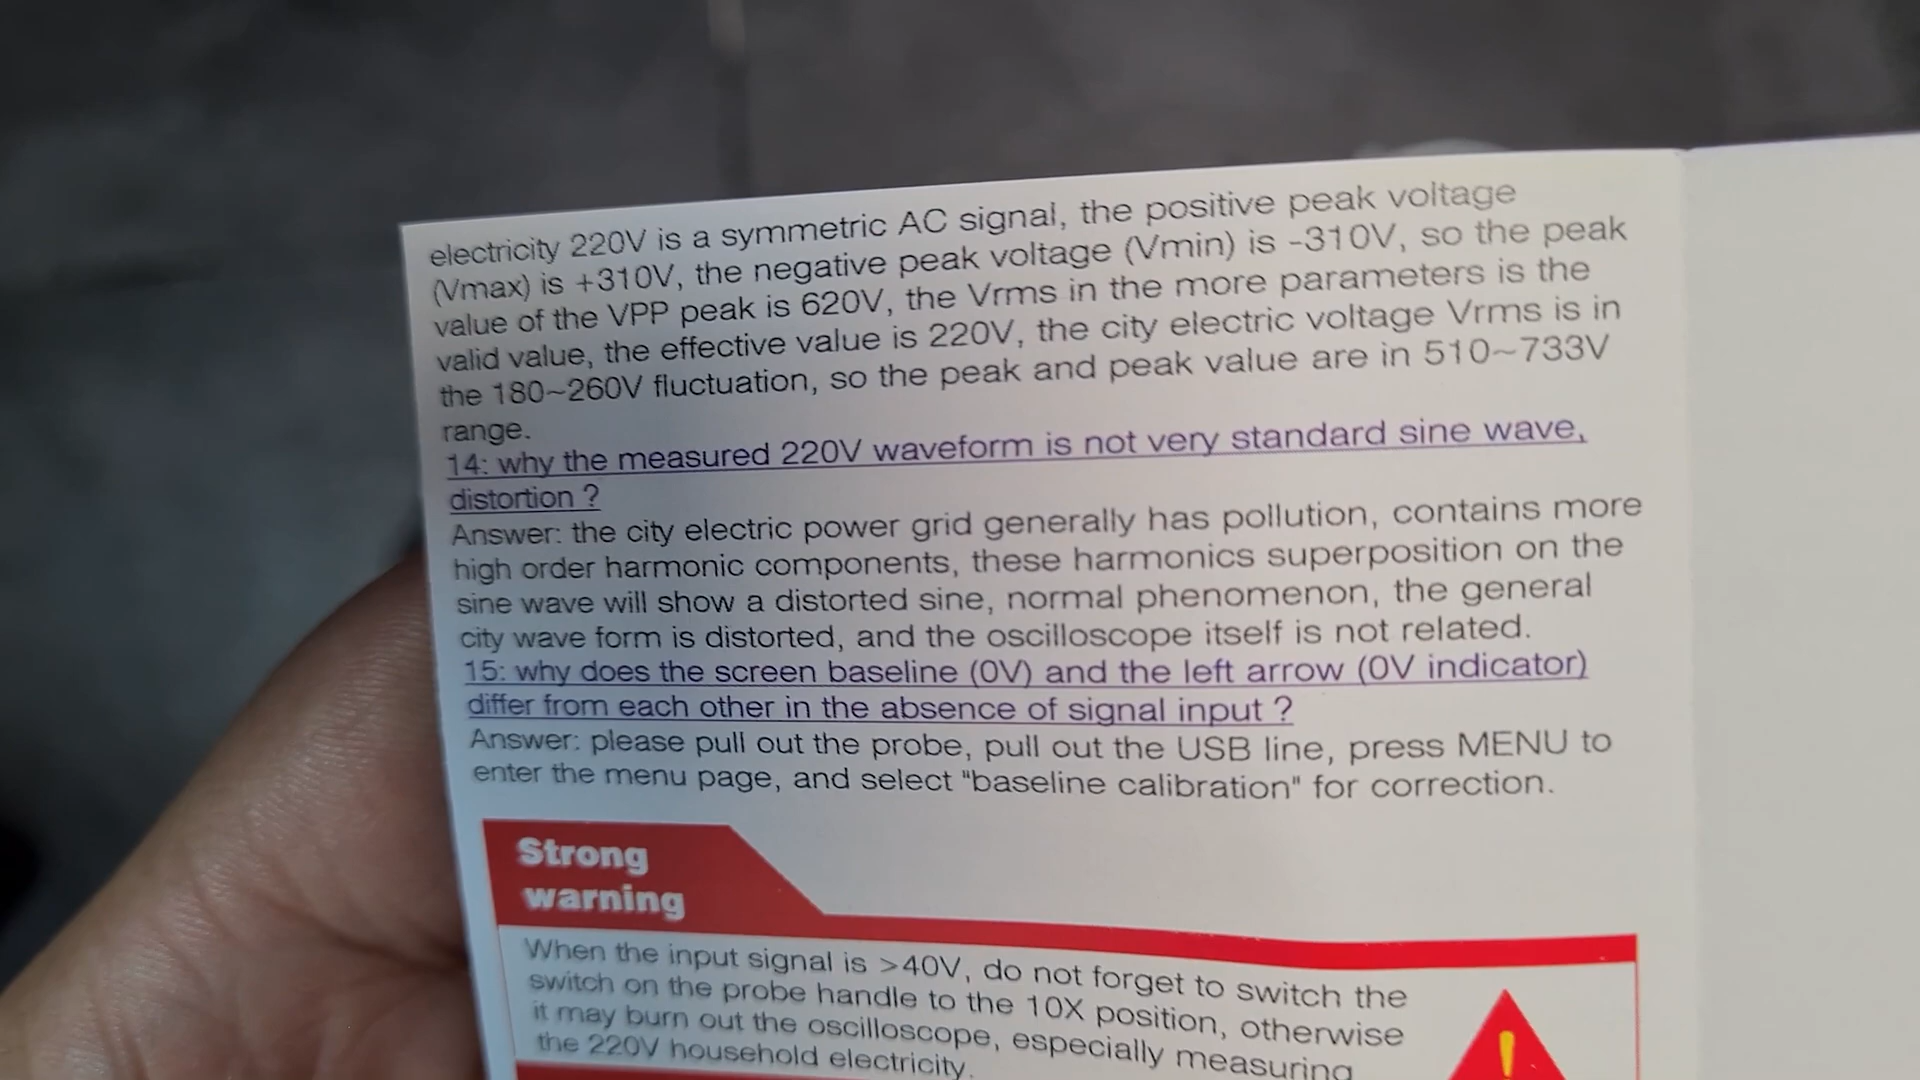 electricity 220V is a symmetric AC signal, the positive peak voltage
(Vmax) is +310V, the negative peak voltage (Vmin) is -310V, so the peak
value of the VPP peak is 620V, the Vrms in the more parameters is the
valid value, the effective value is 220V, the city electric voltage Vrms is in
the 180~260V fluctuation, so the peak and peak value are in 510~733V
range.
14: why the measured 220V waveform is not very standard sine wave,
distortion ?
Answer: the city electric power grid generally has pollution, contains more
high order harmonic components, these harmonics superposition on the
sine wave will show a distorted sine, normal phenomenon, the general
city wave form is distorted, and the oscilloscope itself is not related.
15: why does the screen baseline (0V) and the left arrow (0V indicator)
differ from each other in the absence of signal input ?
Answer: please pull out the probe, pull out the USB line, press MENU to
enter the menu page, and select "baseline calibration" for correction.
Strong
warning
When the input signal is >40V, do not forget to switch the
switch on the probe handle to the 10X position, otherwise
it may burn out the oscilloscope, especially measuring
the 220V household electricity.